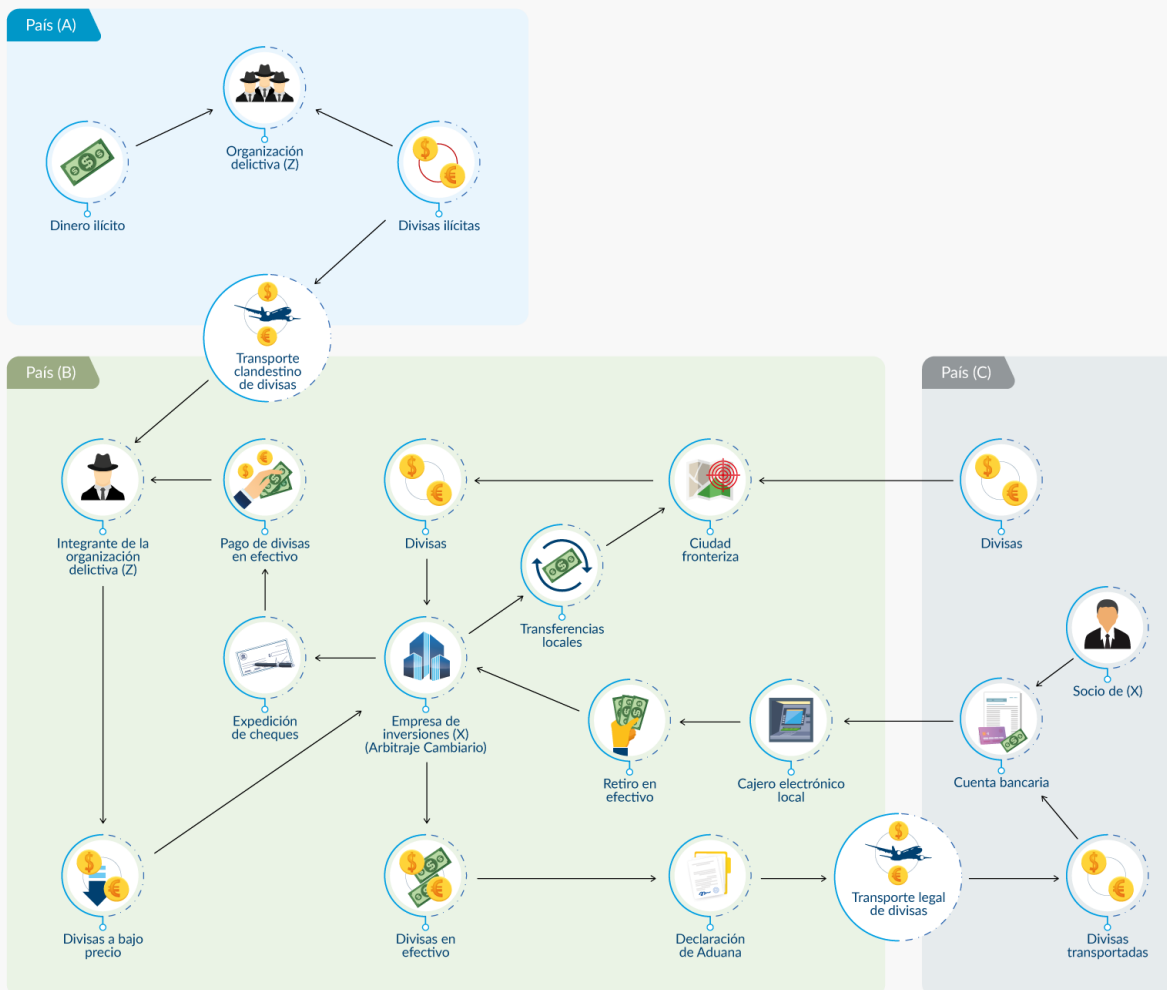 País (A)
Organización
delictiva (Z)
Dinero ilícito
Divisas ilícitas
Transporte
clandestino
de divisas
País (B)
País (C)
Integrante de la
organización
delictiva (Z)
Pago de divisas
en efectivo
Divisas
Ciudad
fronteriza
Divisas
Transferencias
locales
Expedición
de cheques
Empresa de
inversiones (X)
(Arbitraje Cambiario)
Socio de (X)
Retiro en
efectivo
Cajero electrónico
local
Cuenta bancaria
Divisas a bajo
precio
Divisas en
efectivo
Declaración
de Aduana
Transporte legal
de divisas
Divisas
transportadas